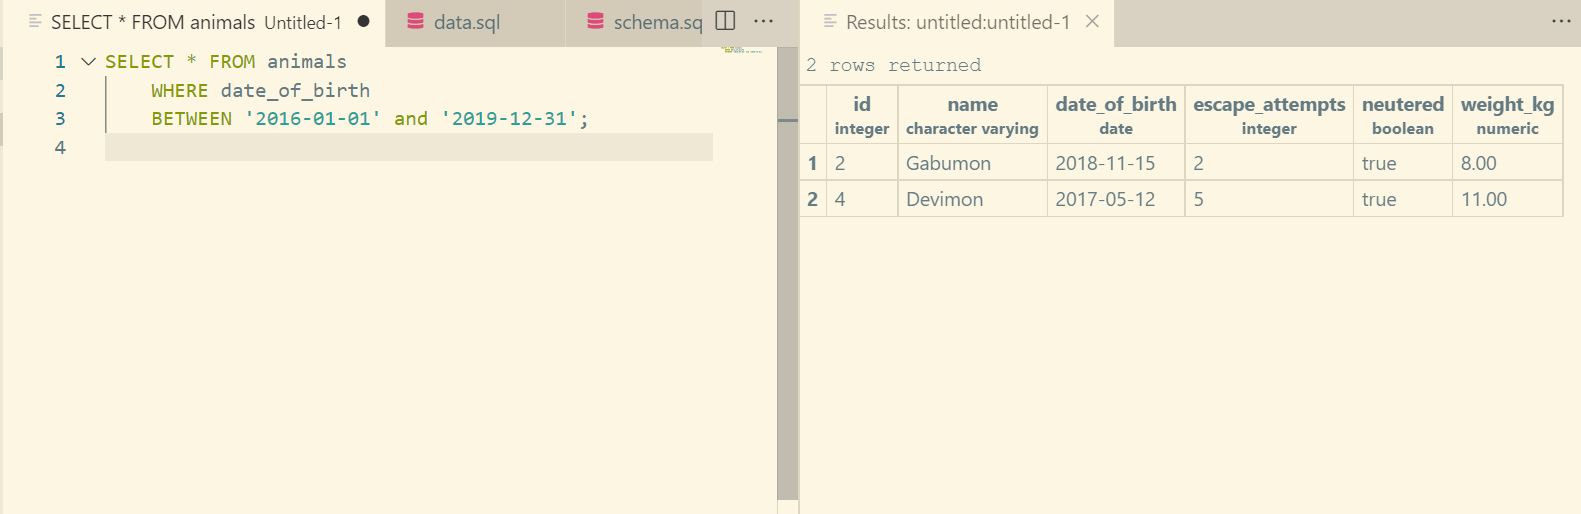 SELECT * FROM animals Untitled-1
data.sql
schema.sq
Results: untitled:untitled-1
1 SELECT * FROM animals
2 WHERE date_of_birth
3 BETWEEN '2016-01-01' and '2019-12-31';
4
2 rows returned
id name date_of_birth escape_attempts neutered weight_kg
integer character varying date integer boolean numeric
1 2 Gabumon 2018-11-15 2 true 8.00
2 4 Devimon 2017-05-12 5 true 11.00